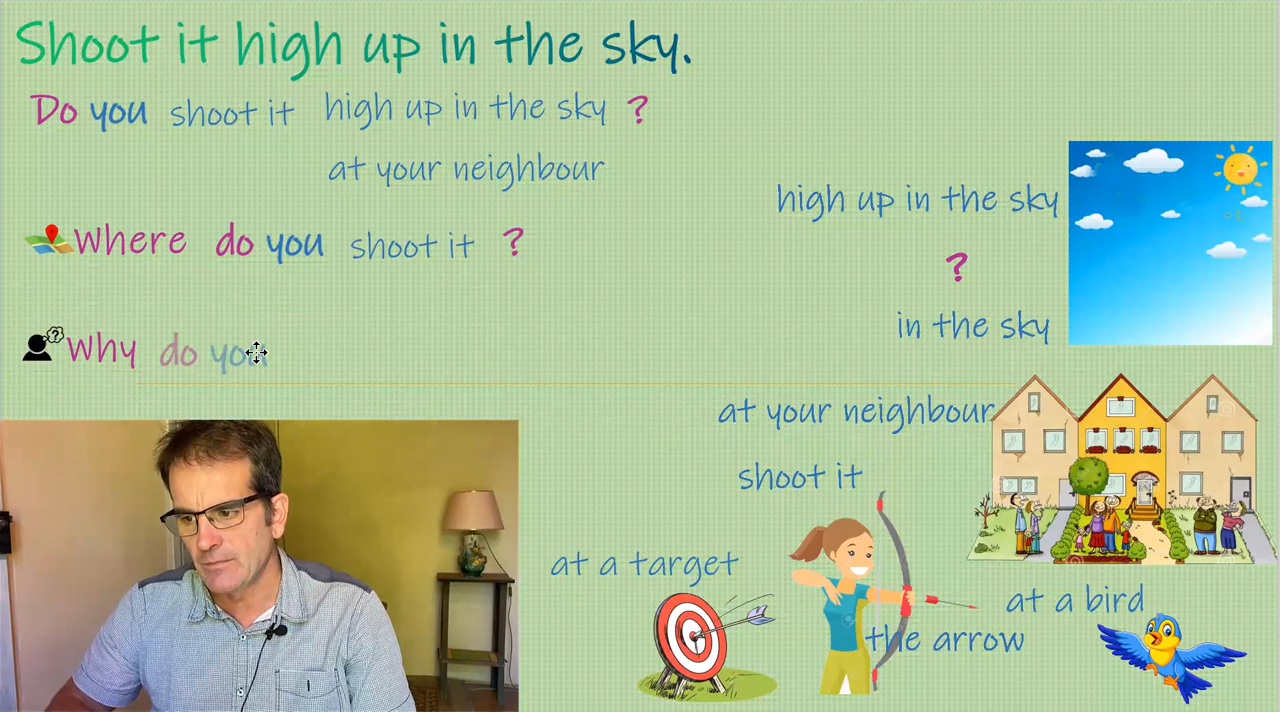 Shoot it high up in the sky.
Do you shoot it high up in the sky ?
at your neighbour
high up in the sky
Where do you shoot it ?
?
in the sky
Why do you
at your neighbour
shoot it
at a target
at a bird
the arrow